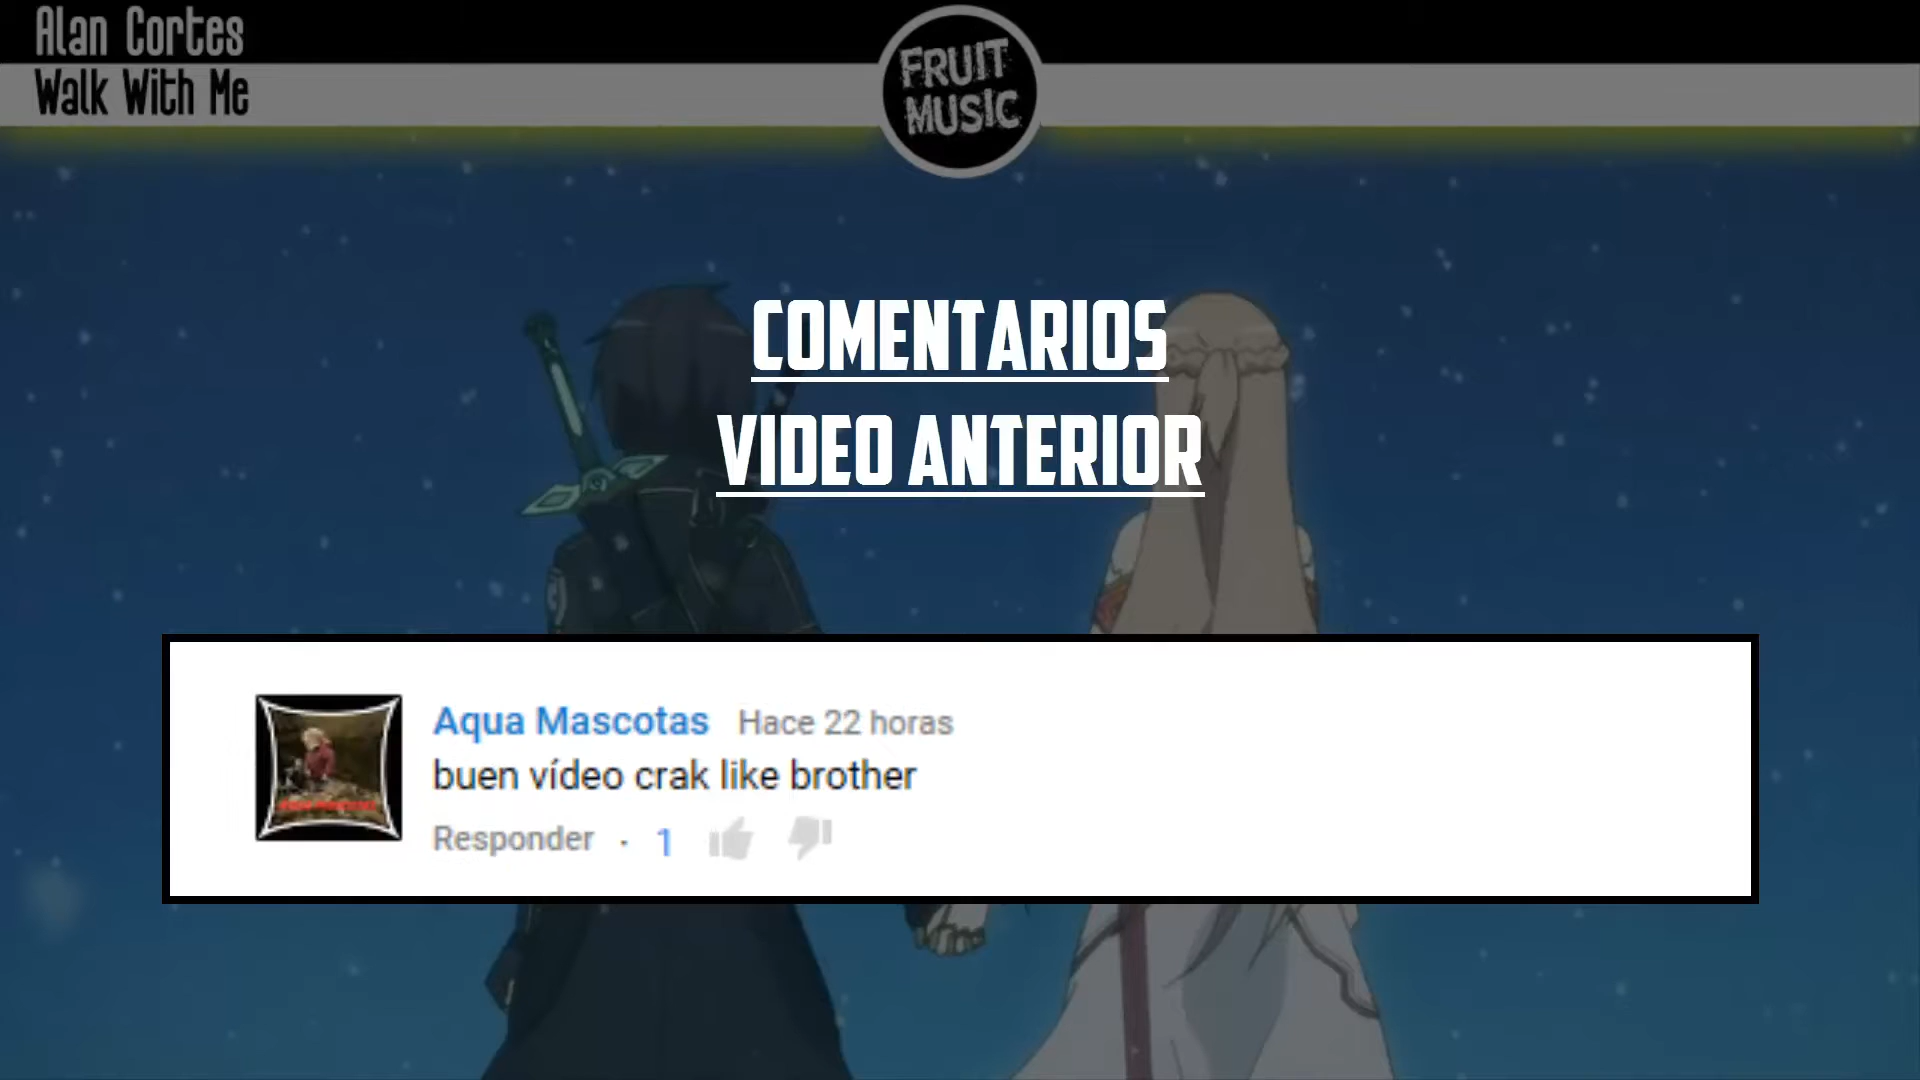 Alan Cortes
Walk With Me
FRUIT
MUSIC
COMENTARIOS
VIDEO ANTERIOR
Aqua Mascotas Hace 22 horas
buen vídeo crak like brother
Responder · 1